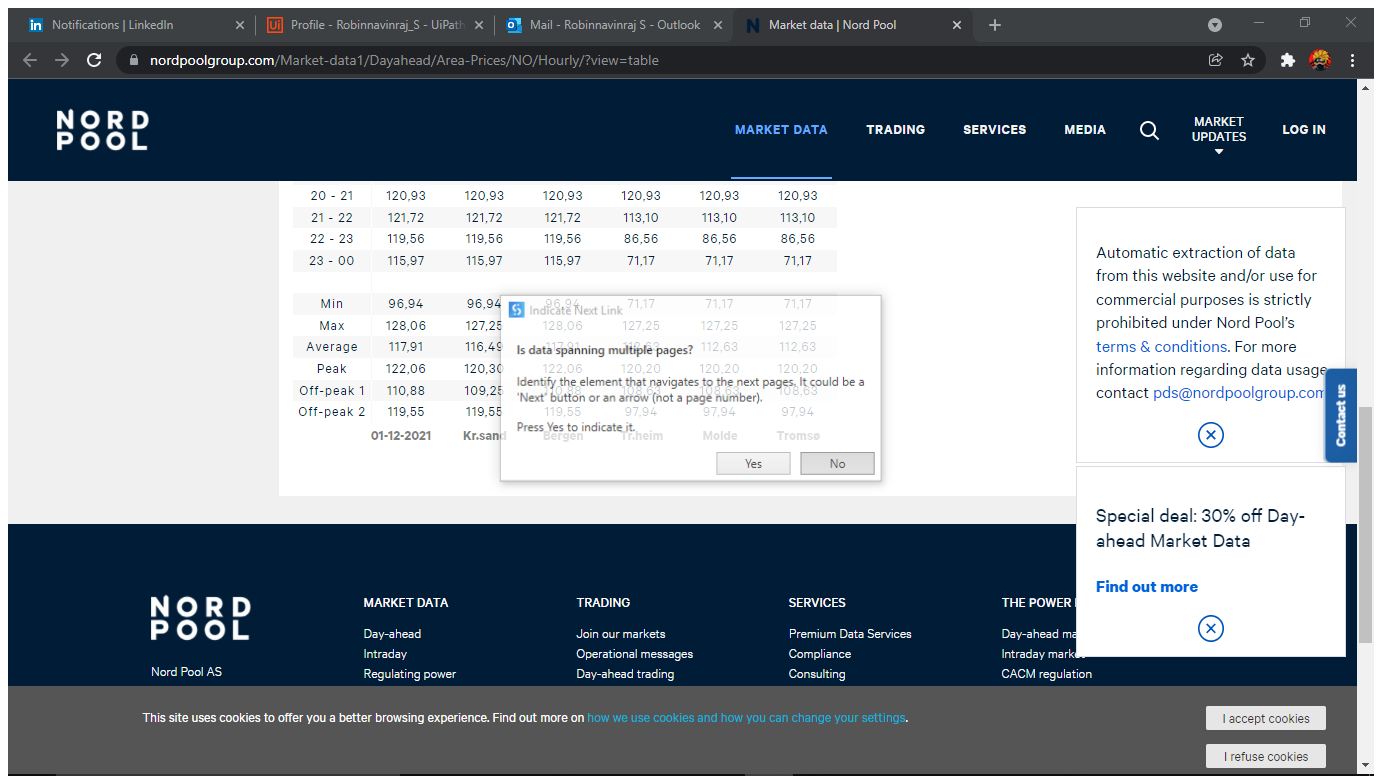 Notifications | LinkedIn
Profile - Robinnavinraj_S - UiPath
Mail - Robinnavinraj S - Outlook
Market data | Nord Pool
nordpoolgroup.com/Market-data1/Dayahead/Area-Prices/NO/Hourly/?view=table
NORD
POOL
MARKET DATA
TRADING
SERVICES
MEDIA
MARKET
UPDATES
LOG IN
20 - 21 120,93 120,93 120,93 120,93 120,93 120,93
21 - 22 121,72 121,72 121,72 113,10 113,10 113,10
22 - 23 119,56 119,56 119,56 86,56 86,56 86,56
23 - 00 115,97 115,97 115,97 71,17 71,17 71,17
Min 96,94 96,94 96,94 71,17 71,17 71,17
Max 128,06 127,25 128,06 127,25 127,25 127,25
Average 117,91 116,49 117,91 112,63 112,63 112,63
Peak 122,06 120,30 122,06 120,20 120,20 120,20
Off-peak 1 110,88 109,25 110,88 108,63 108,63 108,63
Off-peak 2 119,55 119,55 119,55 97,94 97,94 97,94
01-12-2021 Kr.sand Bergen Tr.heim Molde Tromsø
Indicate Next Link
Is data spanning multiple pages?
Identify the element that navigates to the next pages. It could be a
'Next' button or an arrow (not a page number).
Press Yes to indicate it.
Yes
No
Automatic extraction of data
from this website and/or use for
commercial purposes is strictly
prohibited under Nord Pool's
terms & conditions. For more
information regarding data usage
contact pds@nordpoolgroup.com
Contact us
Special deal: 30% off Day-
ahead Market Data
Find out more
NORD
POOL
Nord Pool AS
MARKET DATA
Day-ahead
Intraday
Regulating power
TRADING
Join our markets
Operational messages
Day-ahead trading
SERVICES
Premium Data Services
Compliance
Consulting
THE POWER
Day-ahead
Intraday
CACM regulation
This site uses cookies to offer you a better browsing experience. Find out more on how we use cookies and how you can change your settings.
I accept cookies
I refuse cookies